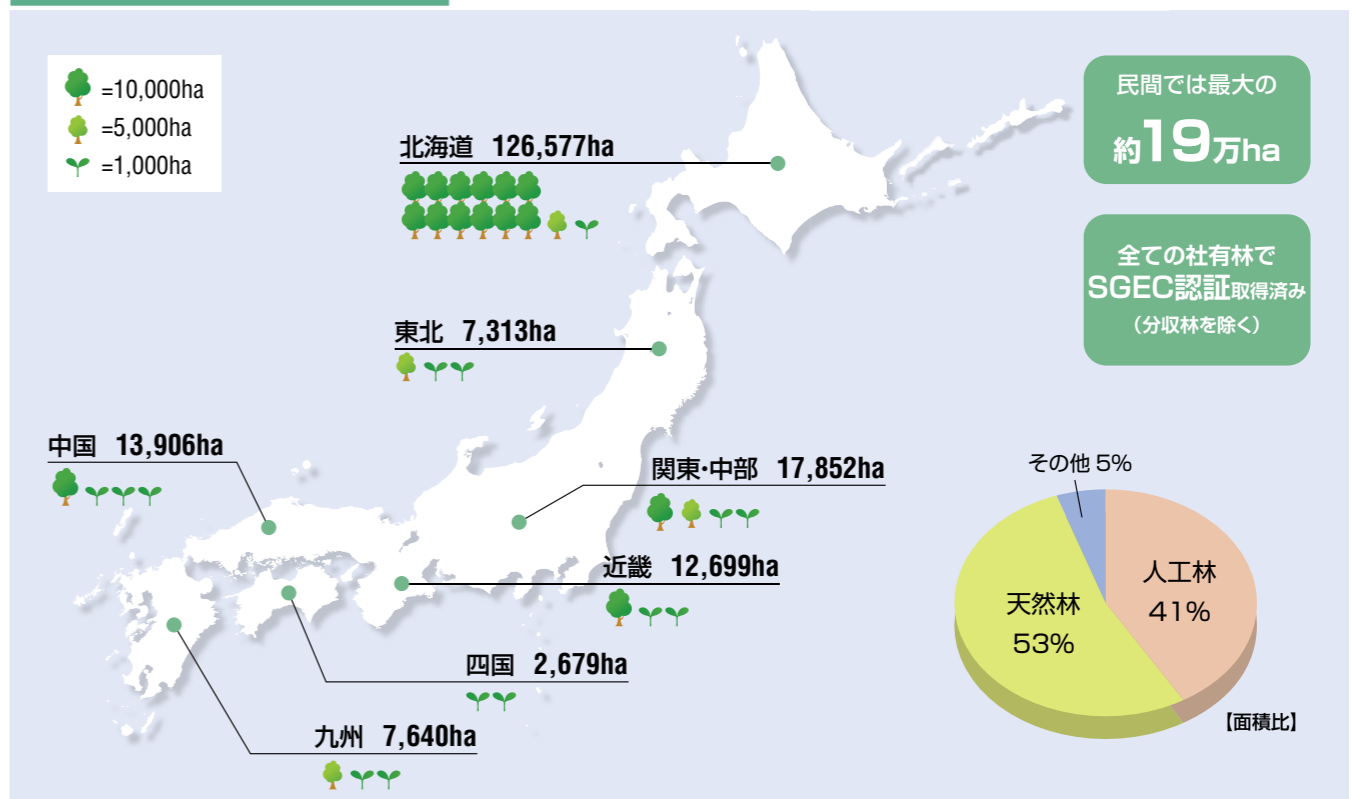 =10,000ha
=5,000ha
=1,000ha
北海道 126,577ha
東北 7,313ha
中国 13,906ha
関東・中部 17,852ha
近畿 12,699ha
四国 2,679ha
九州 7,640ha
民間では最大の
約19万ha
全ての社有林で
SGEC認証取得済み
（分収林を除く）
その他 5%
人工林
41%
天然林
53%
【面積比】